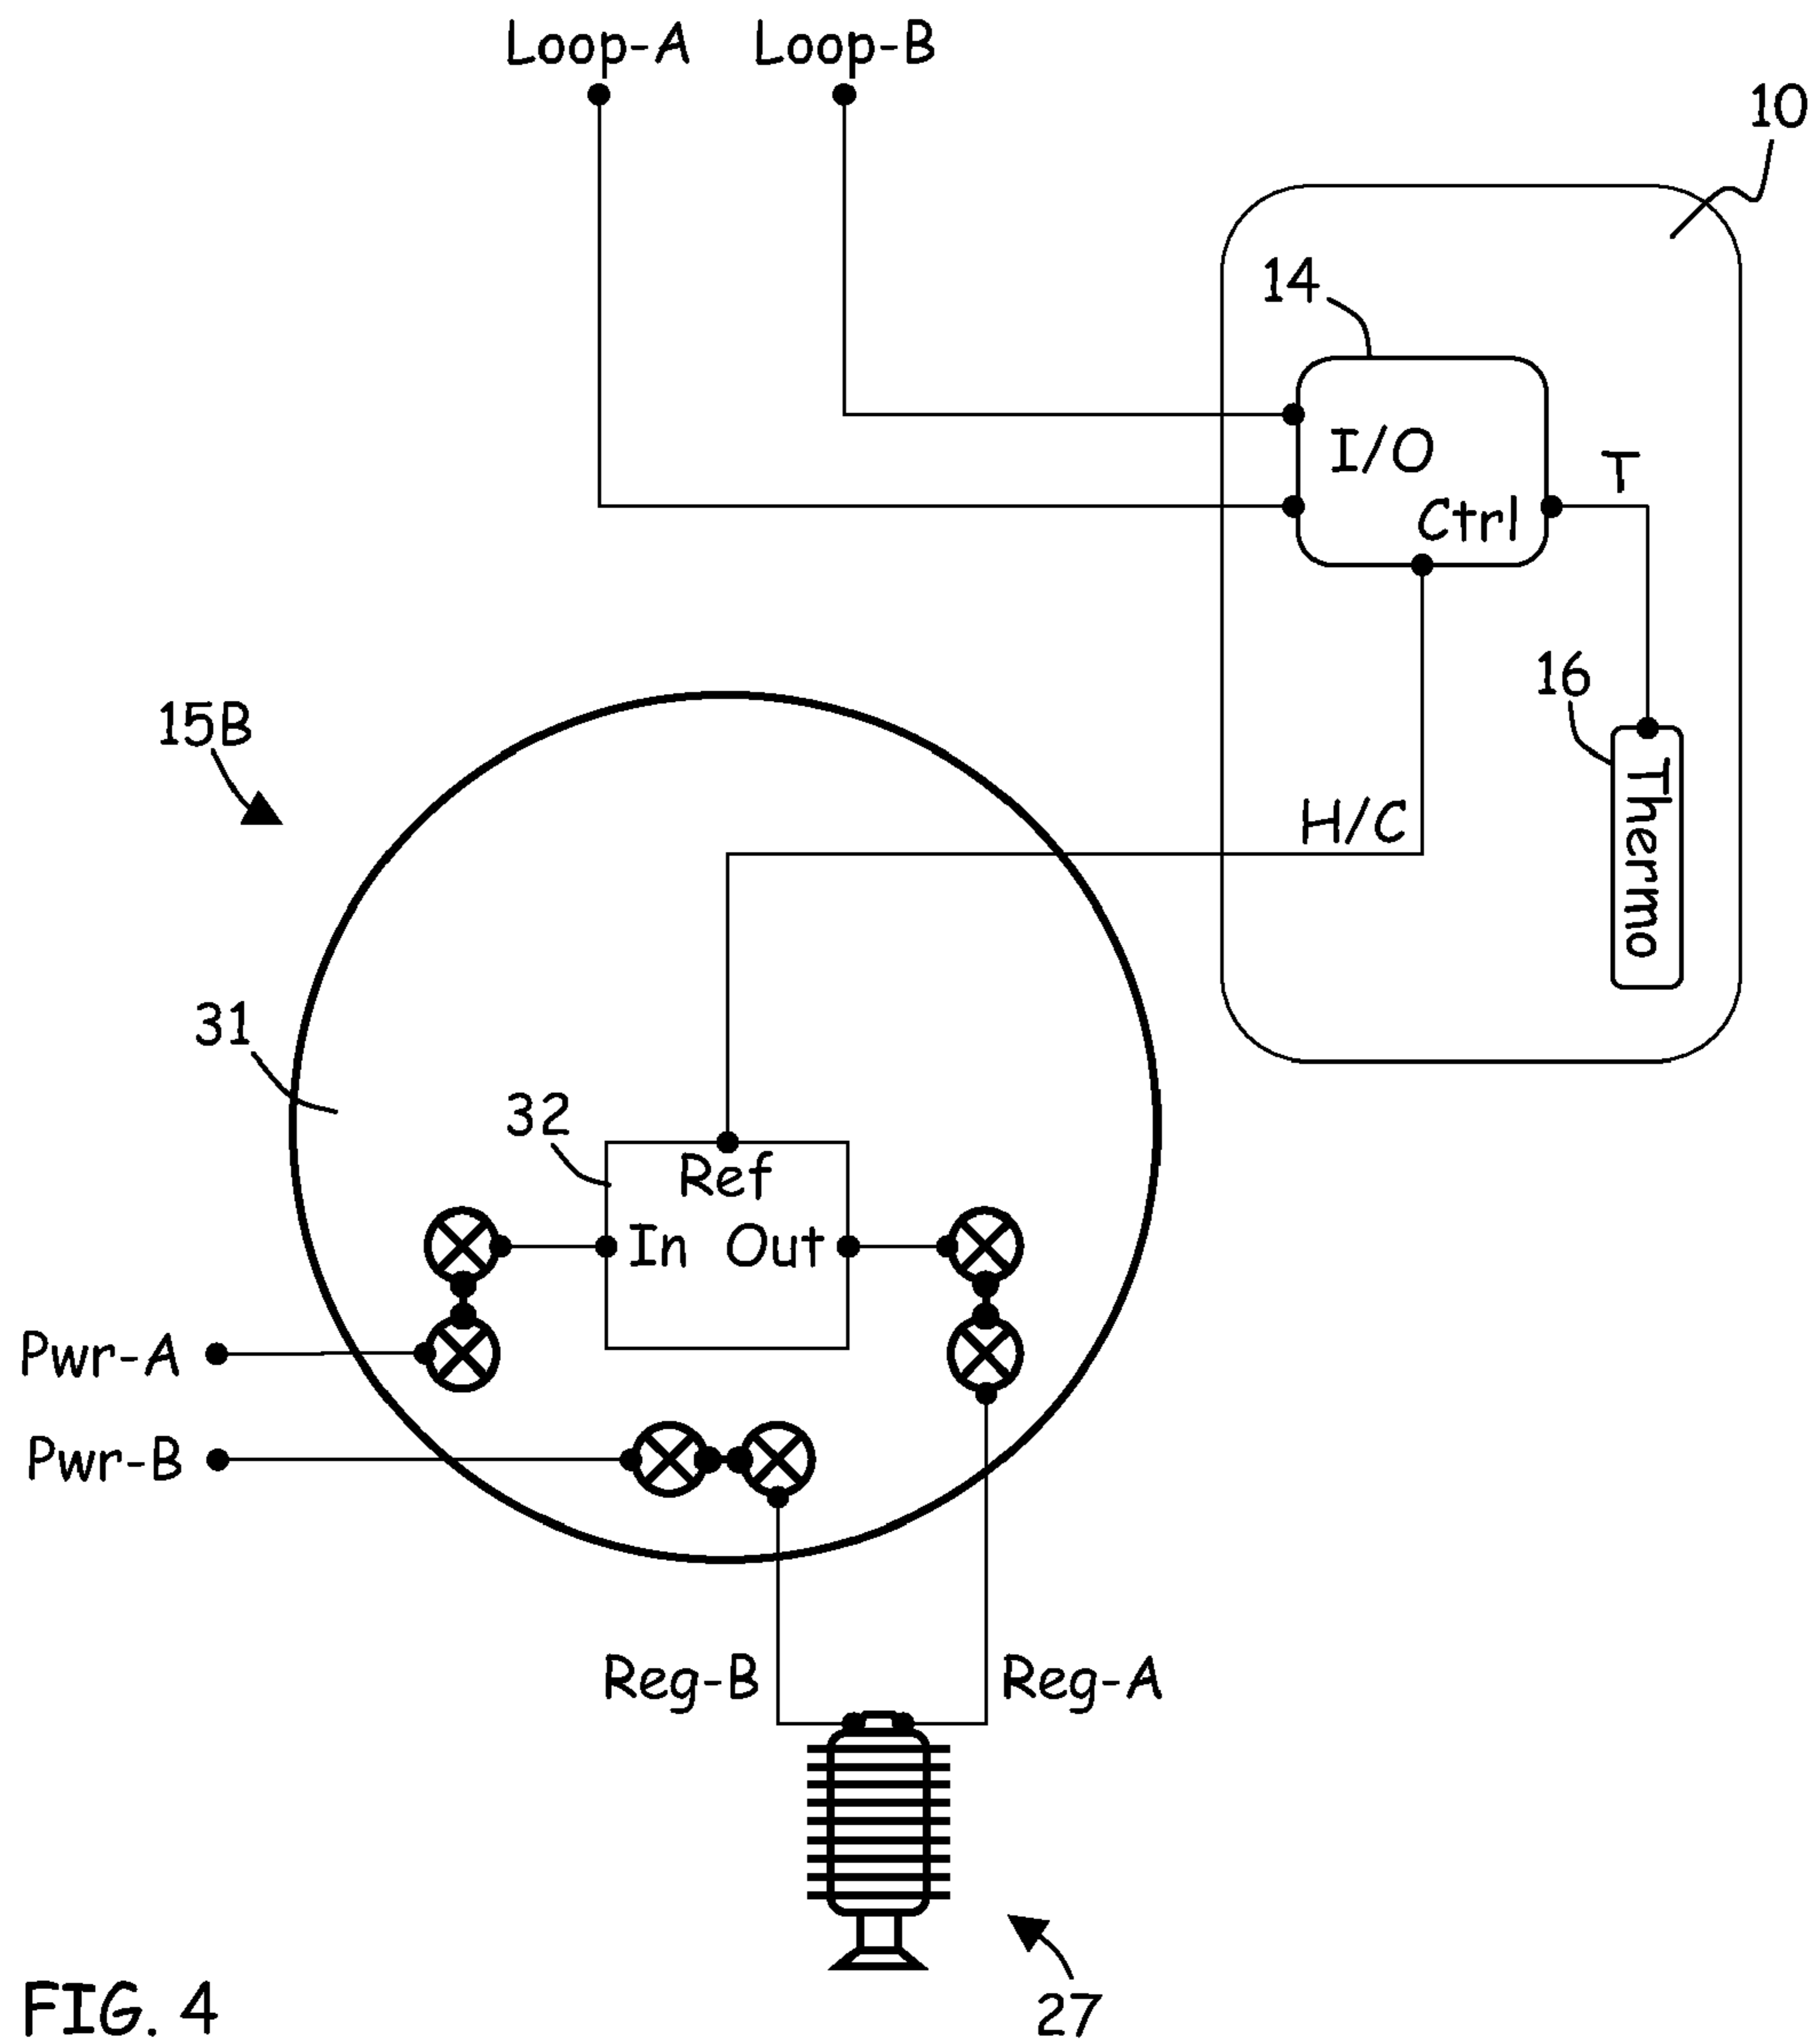 Loop-A
Loop-B
10
14
I/O
Ctrl
T
16
Thermo
15B
H/C
31
32
Ref
In
Out
Pwr-A
Pwr-B
Reg-B
Reg-A
27
FIG. 4